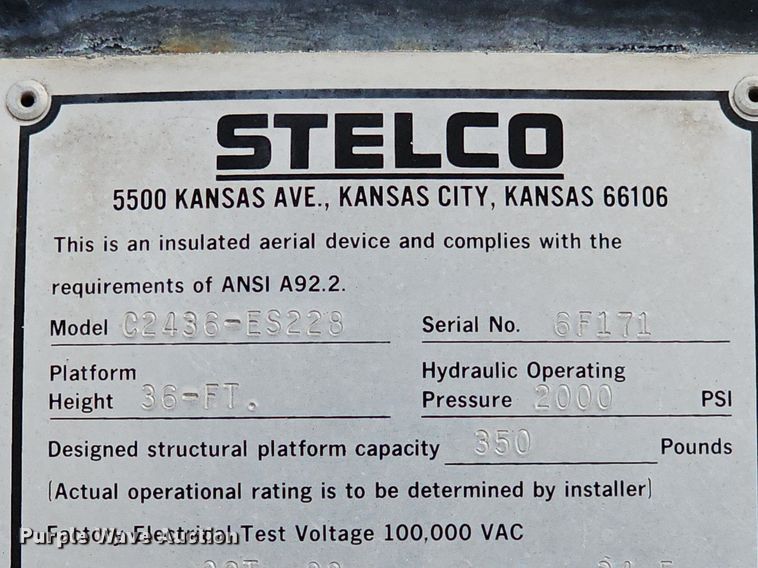 STELCO
5500 KANSAS AVE., KANSAS CITY, KANSAS 66106
This is an insulated aerial device and complies with the
requirements of ANSI A92.2.
Model C2436-ES228 Serial No. 6F171
Platform Hydraulic Operating
Height 36-FT. Pressure 2000 PSI
Designed structural platform capacity 350 Pounds
(Actual operational rating is to be determined by installer)
Factory Electrical Test Voltage 100,000 VAC
Purple Wave Auction